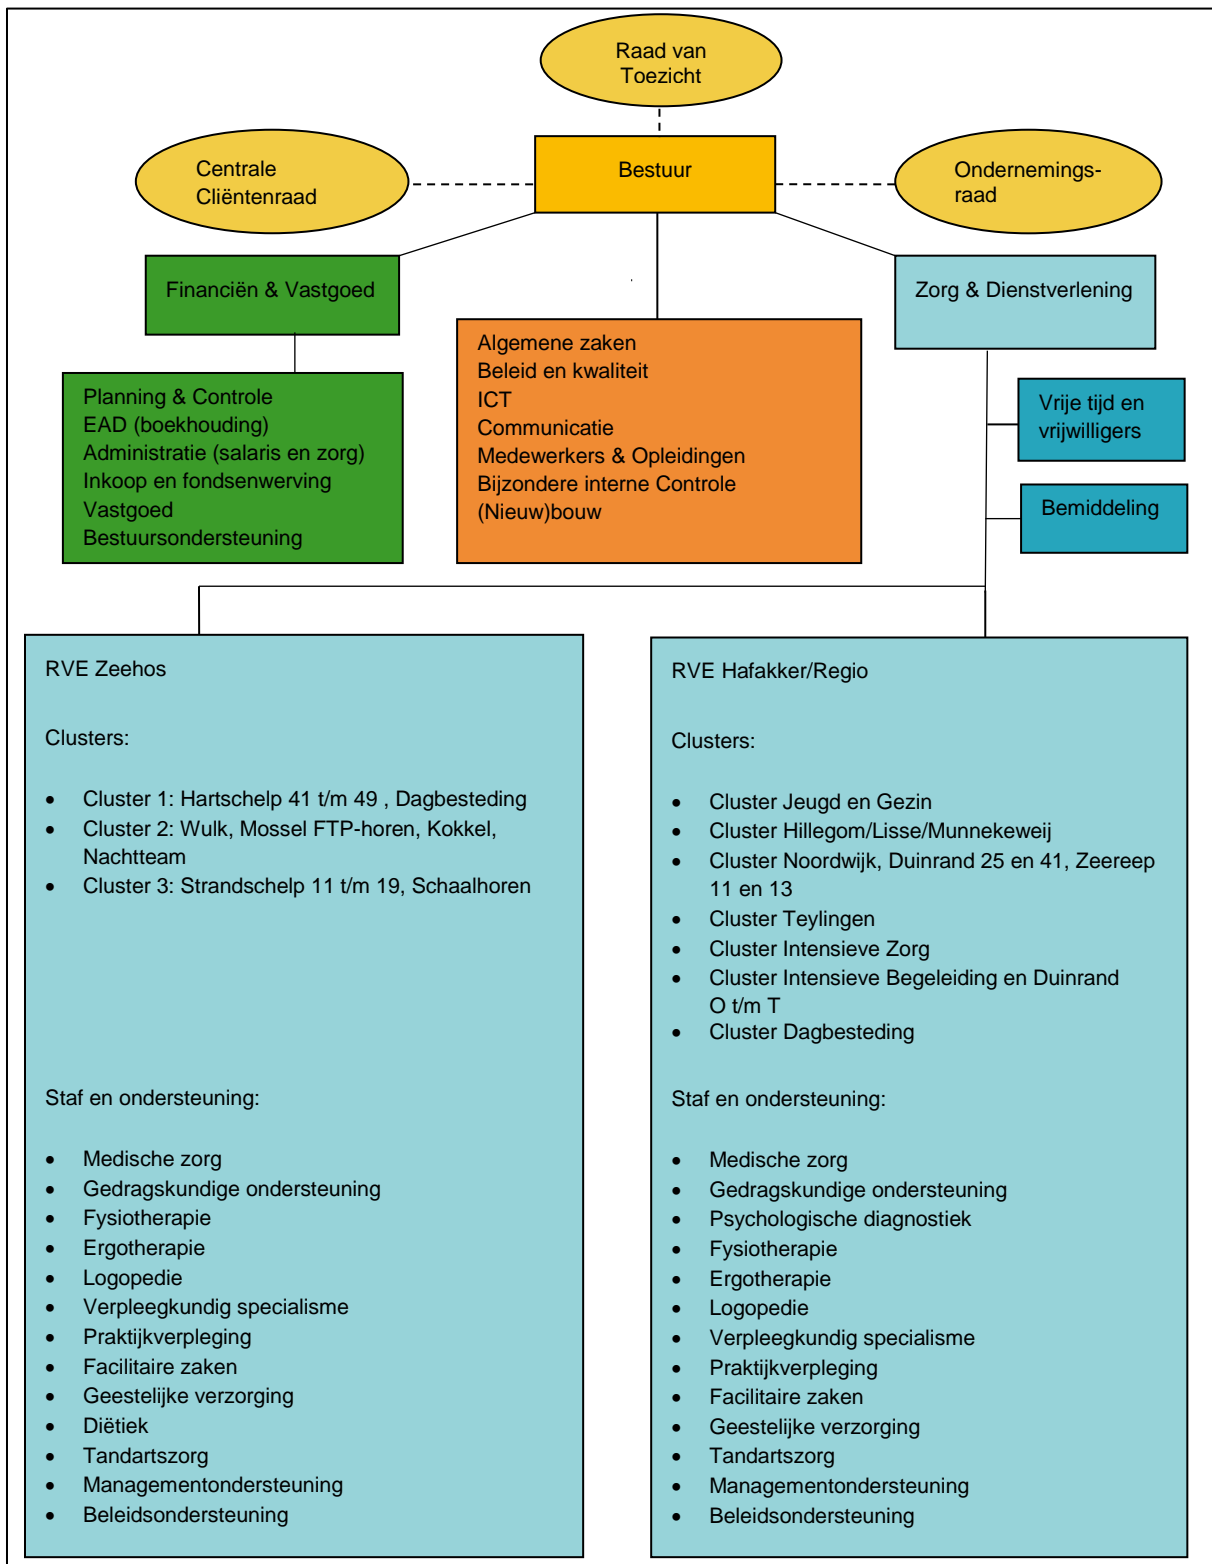 Raad van
Toezicht
Centrale
Cliëntenraad
Bestuur
Ondernemings-
raad
Financiën & Vastgoed
Zorg & Dienstverlening
Planning & Controle
EAD (boekhouding)
Administratie (salaris en zorg)
Inkoop en fondsenwerving
Vastgoed
Bestuursondersteuning
Algemene zaken
Beleid en kwaliteit
ICT
Communicatie
Medewerkers & Opleidingen
Bijzondere interne Controle
(Nieuw)bouw
Vrije tijd en
vrijwilligers
Bemiddeling
RVE Zeehos
Clusters:
• Cluster 1: Hartschelp 41 t/m 49 , Dagbesteding
• Cluster 2: Wulk, Mossel FTP-horen, Kokkel,
Nachtteam
• Cluster 3: Strandschelp 11 t/m 19, Schaalhoren
Staf en ondersteuning:
• Medische zorg
• Gedragskundige ondersteuning
• Fysiotherapie
• Ergotherapie
• Logopedie
• Verpleegkundig specialisme
• Praktijkverpleging
• Facilitaire zaken
• Geestelijke verzorging
• Diëtiek
• Tandartszorg
• Managementondersteuning
• Beleidsondersteuning
RVE Hafakker/Regio
Clusters:
• Cluster Jeugd en Gezin
• Cluster Hillegom/Lisse/Munnekeweij
• Cluster Noordwijk, Duinrand 25 en 41, Zeereep
11 en 13
• Cluster Teylingen
• Cluster Intensieve Zorg
• Cluster Intensieve Begeleiding en Duinrand
O t/m T
• Cluster Dagbesteding
Staf en ondersteuning:
• Medische zorg
• Gedragskundige ondersteuning
• Psychologische diagnostiek
• Fysiotherapie
• Ergotherapie
• Logopedie
• Verpleegkundig specialisme
• Praktijkverpleging
• Facilitaire zaken
• Geestelijke verzorging
• Tandartszorg
• Managementondersteuning
• Beleidsondersteuning